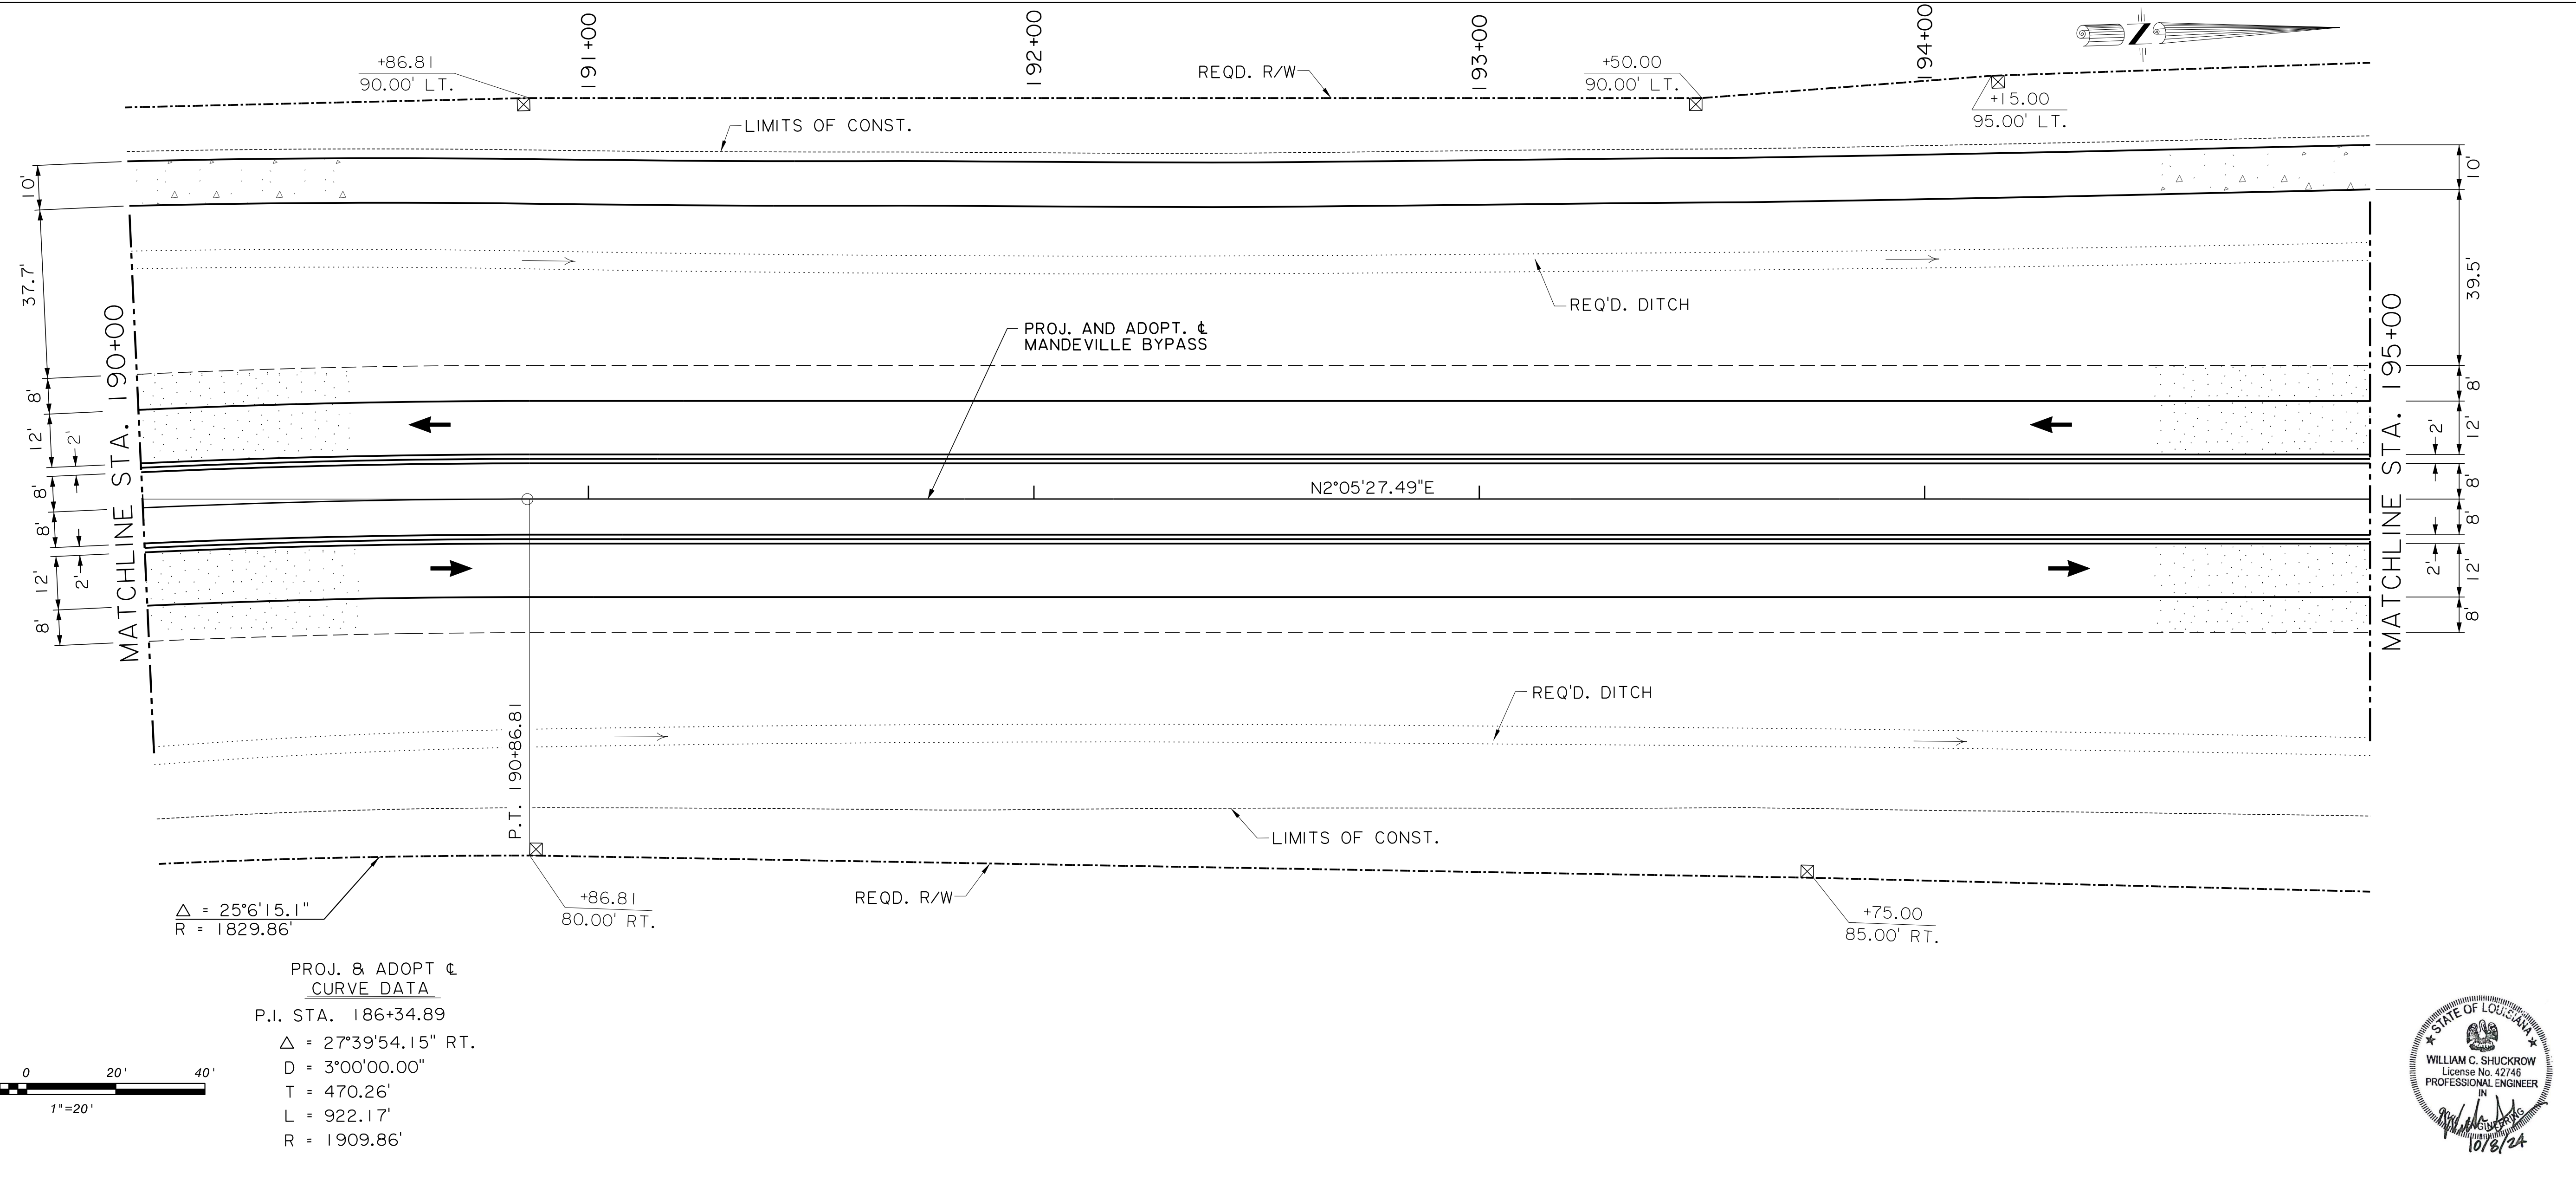 191+00
192+00
193+00
194+00
+86.81
90.00' LT.
REQD. R/W
+50.00
90.00' LT.
+15.00
95.00' LT.
LIMITS OF CONST.
10'
37.7'
8'
12'
2'
8'
8'
12'
2'
8'
MATCHLINE STA. 190+00
REQ'D. DITCH
PROJ. AND ADOPT. ℄
MANDEVILLE BYPASS
N2°05'27.49"E
10'
39.5'
8'
12'
2'
8'
8'
2'
12'
8'
MATCHLINE STA. 195+00
REQ'D. DITCH
P.T. 190+86.81
LIMITS OF CONST.
REQD. R/W
+86.81
80.00' RT.
+75.00
85.00' RT.
△ = 25°6'15.1"
R = 1829.86'
PROJ. & ADOPT ℄
CURVE DATA
P.I. STA. 186+34.89
△ = 27°39'54.15" RT.
D = 3°00'00.00"
T = 470.26'
L = 922.17'
R = 1909.86'
0 20' 40'
1"=20'
STATE OF LOUISIANA
WILLIAM C. SHUCKROW
License No. 42746
PROFESSIONAL ENGINEER
IN
ENGINEERING
10/8/24